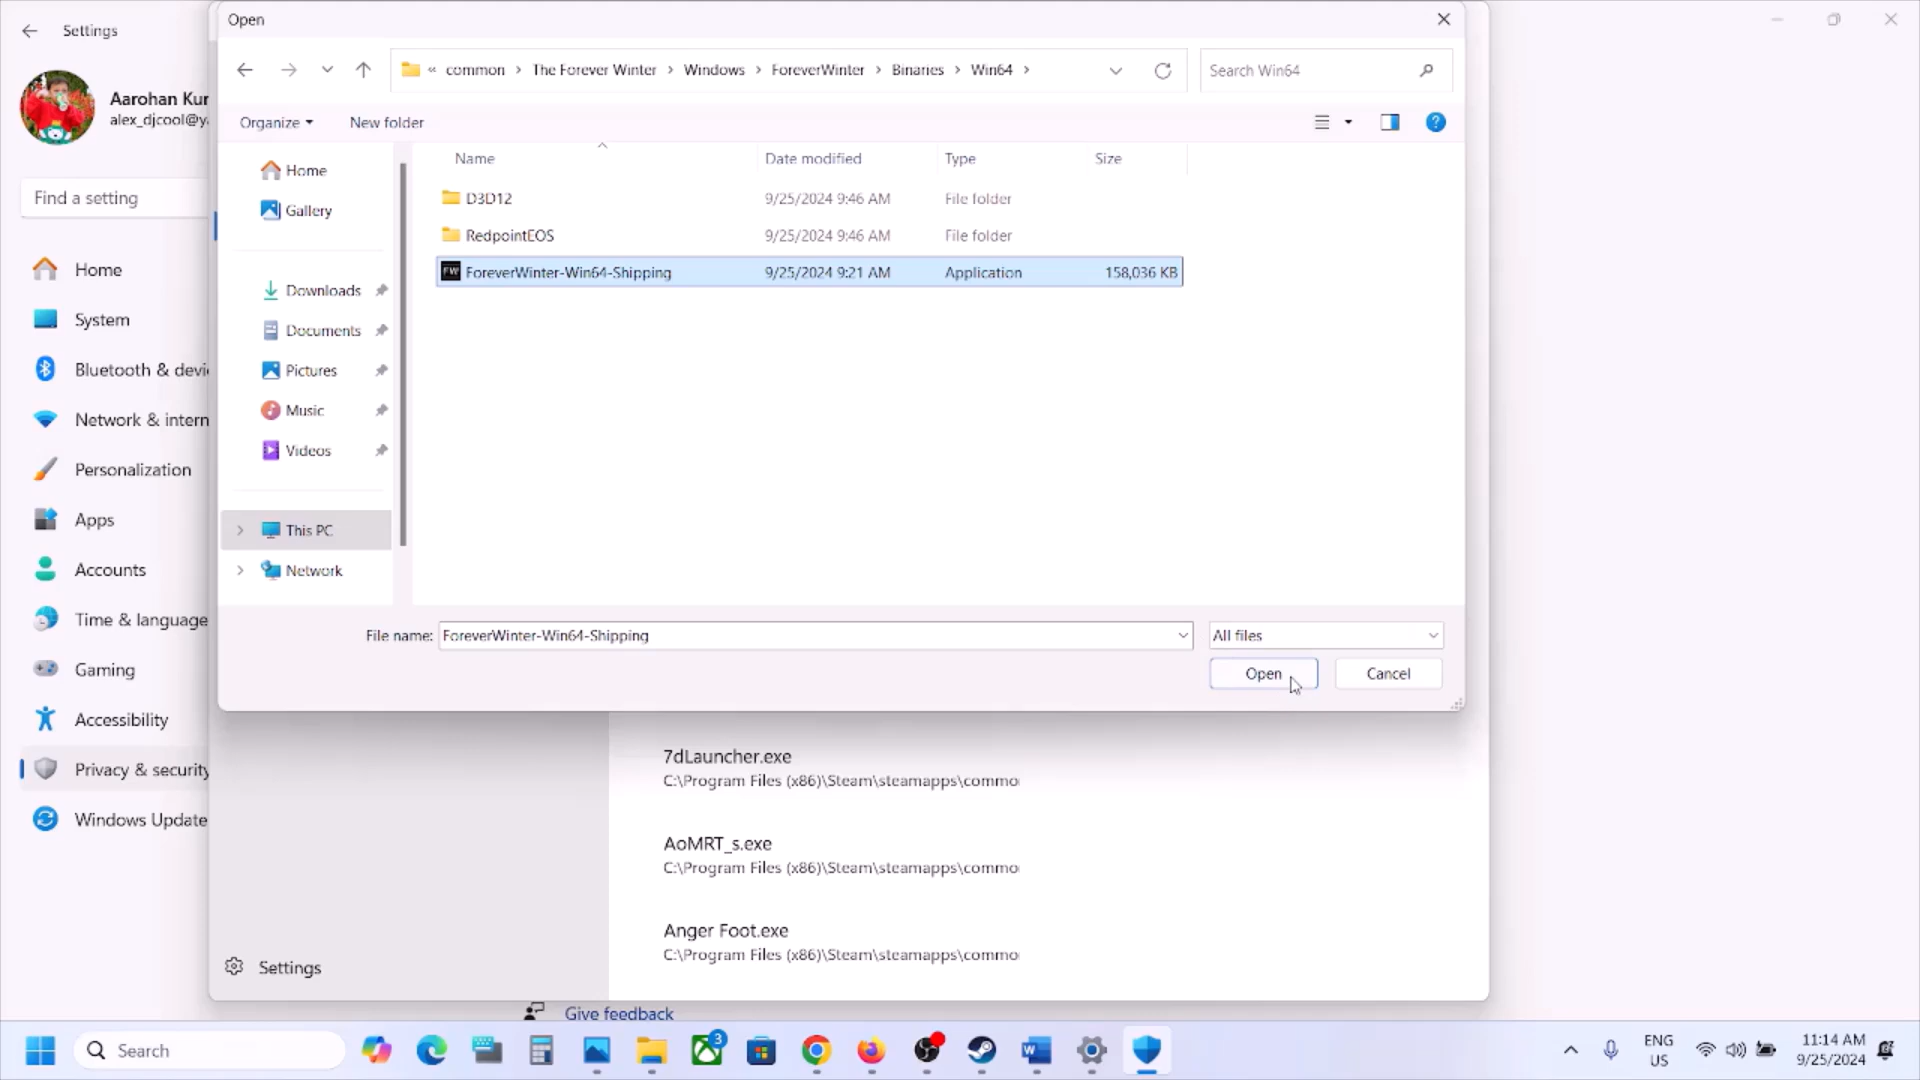 Settings
Aarohan Kur
alex_djcool@y
Find a setting
Home
System
Bluetooth & devi
Network & intern
Personalization
Apps
Accounts
Time & language
Gaming
Accessibility
Privacy & security
Windows Update
Open
« common > The Forever Winter > Windows > ForeverWinter > Binaries > Win64 >
Search Win64
Organize
New folder
Home
Gallery
Downloads
Documents
Pictures
Music
Videos
This PC
Network
Name Date modified Type Size
D3D12 9/25/2024 9:46 AM File folder
RedpointEOS 9/25/2024 9:46 AM File folder
FW ForeverWinter-Win64-Shipping 9/25/2024 9:21 AM Application 158,036 KB
File name: ForeverWinter-Win64-Shipping
All files
Open
Cancel
7dLauncher.exe
C:\Program Files (x86)\Steam\steamapps\commo
AoMRT_s.exe
C:\Program Files (x86)\Steam\steamapps\commo
Anger Foot.exe
C:\Program Files (x86)\Steam\steamapps\commo
Settings
Give feedback
Search
3
ENG
US
11:14 AM
9/25/2024